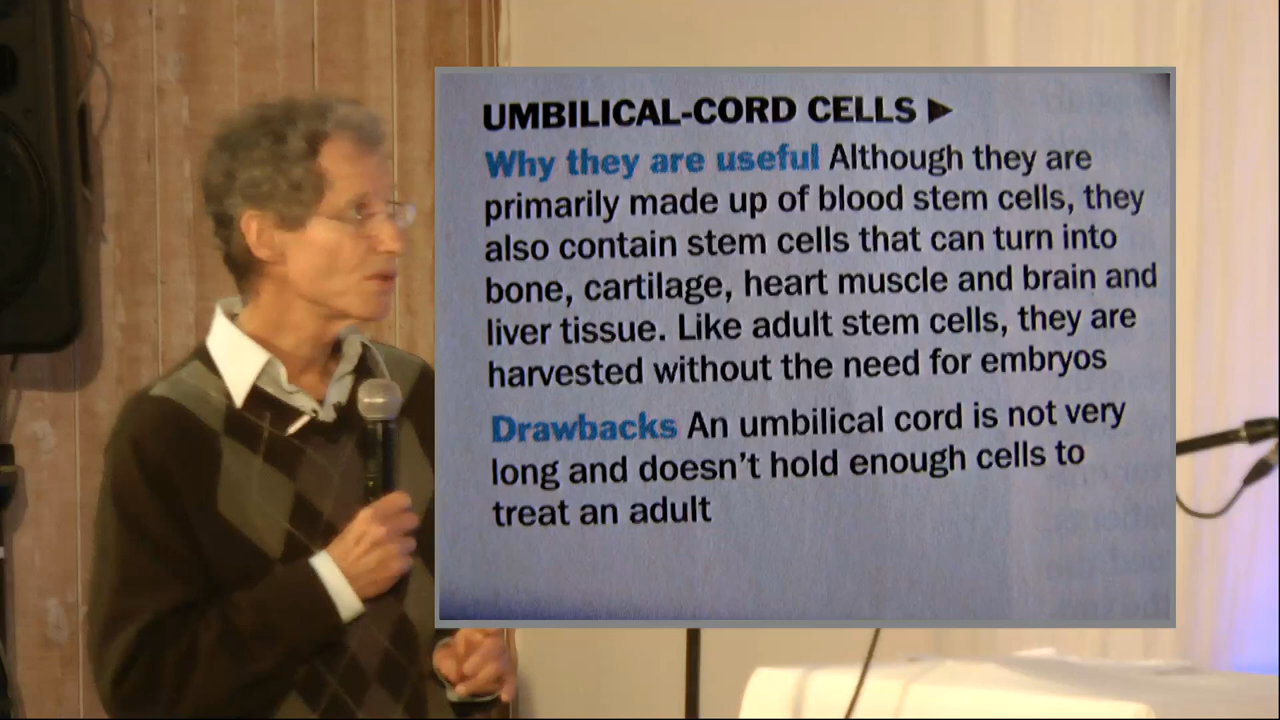 UMBILICAL-CORD CELLS ▶
Why they are useful Although they are
primarily made up of blood stem cells, they
also contain stem cells that can turn into
bone, cartilage, heart muscle and brain and
liver tissue. Like adult stem cells, they are
harvested without the need for embryos
Drawbacks An umbilical cord is not very
long and doesn't hold enough cells to
treat an adult